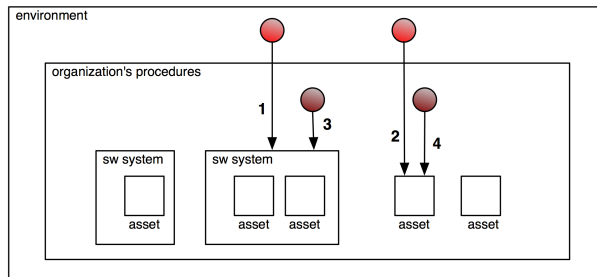 environment
organization's procedures
1
3
2
4
sw system
sw system
asset
asset
asset
asset
asset